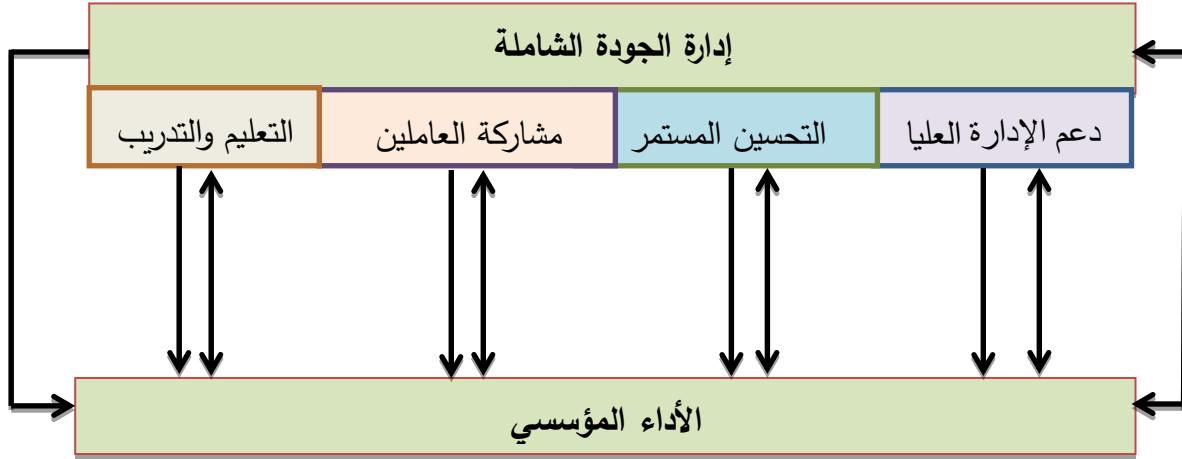 إدارة الجودة الشاملة
دعم الإدارة العليا
التحسين المستمر
مشاركة العاملين
التعليم والتدريب
الأداء المؤسسي